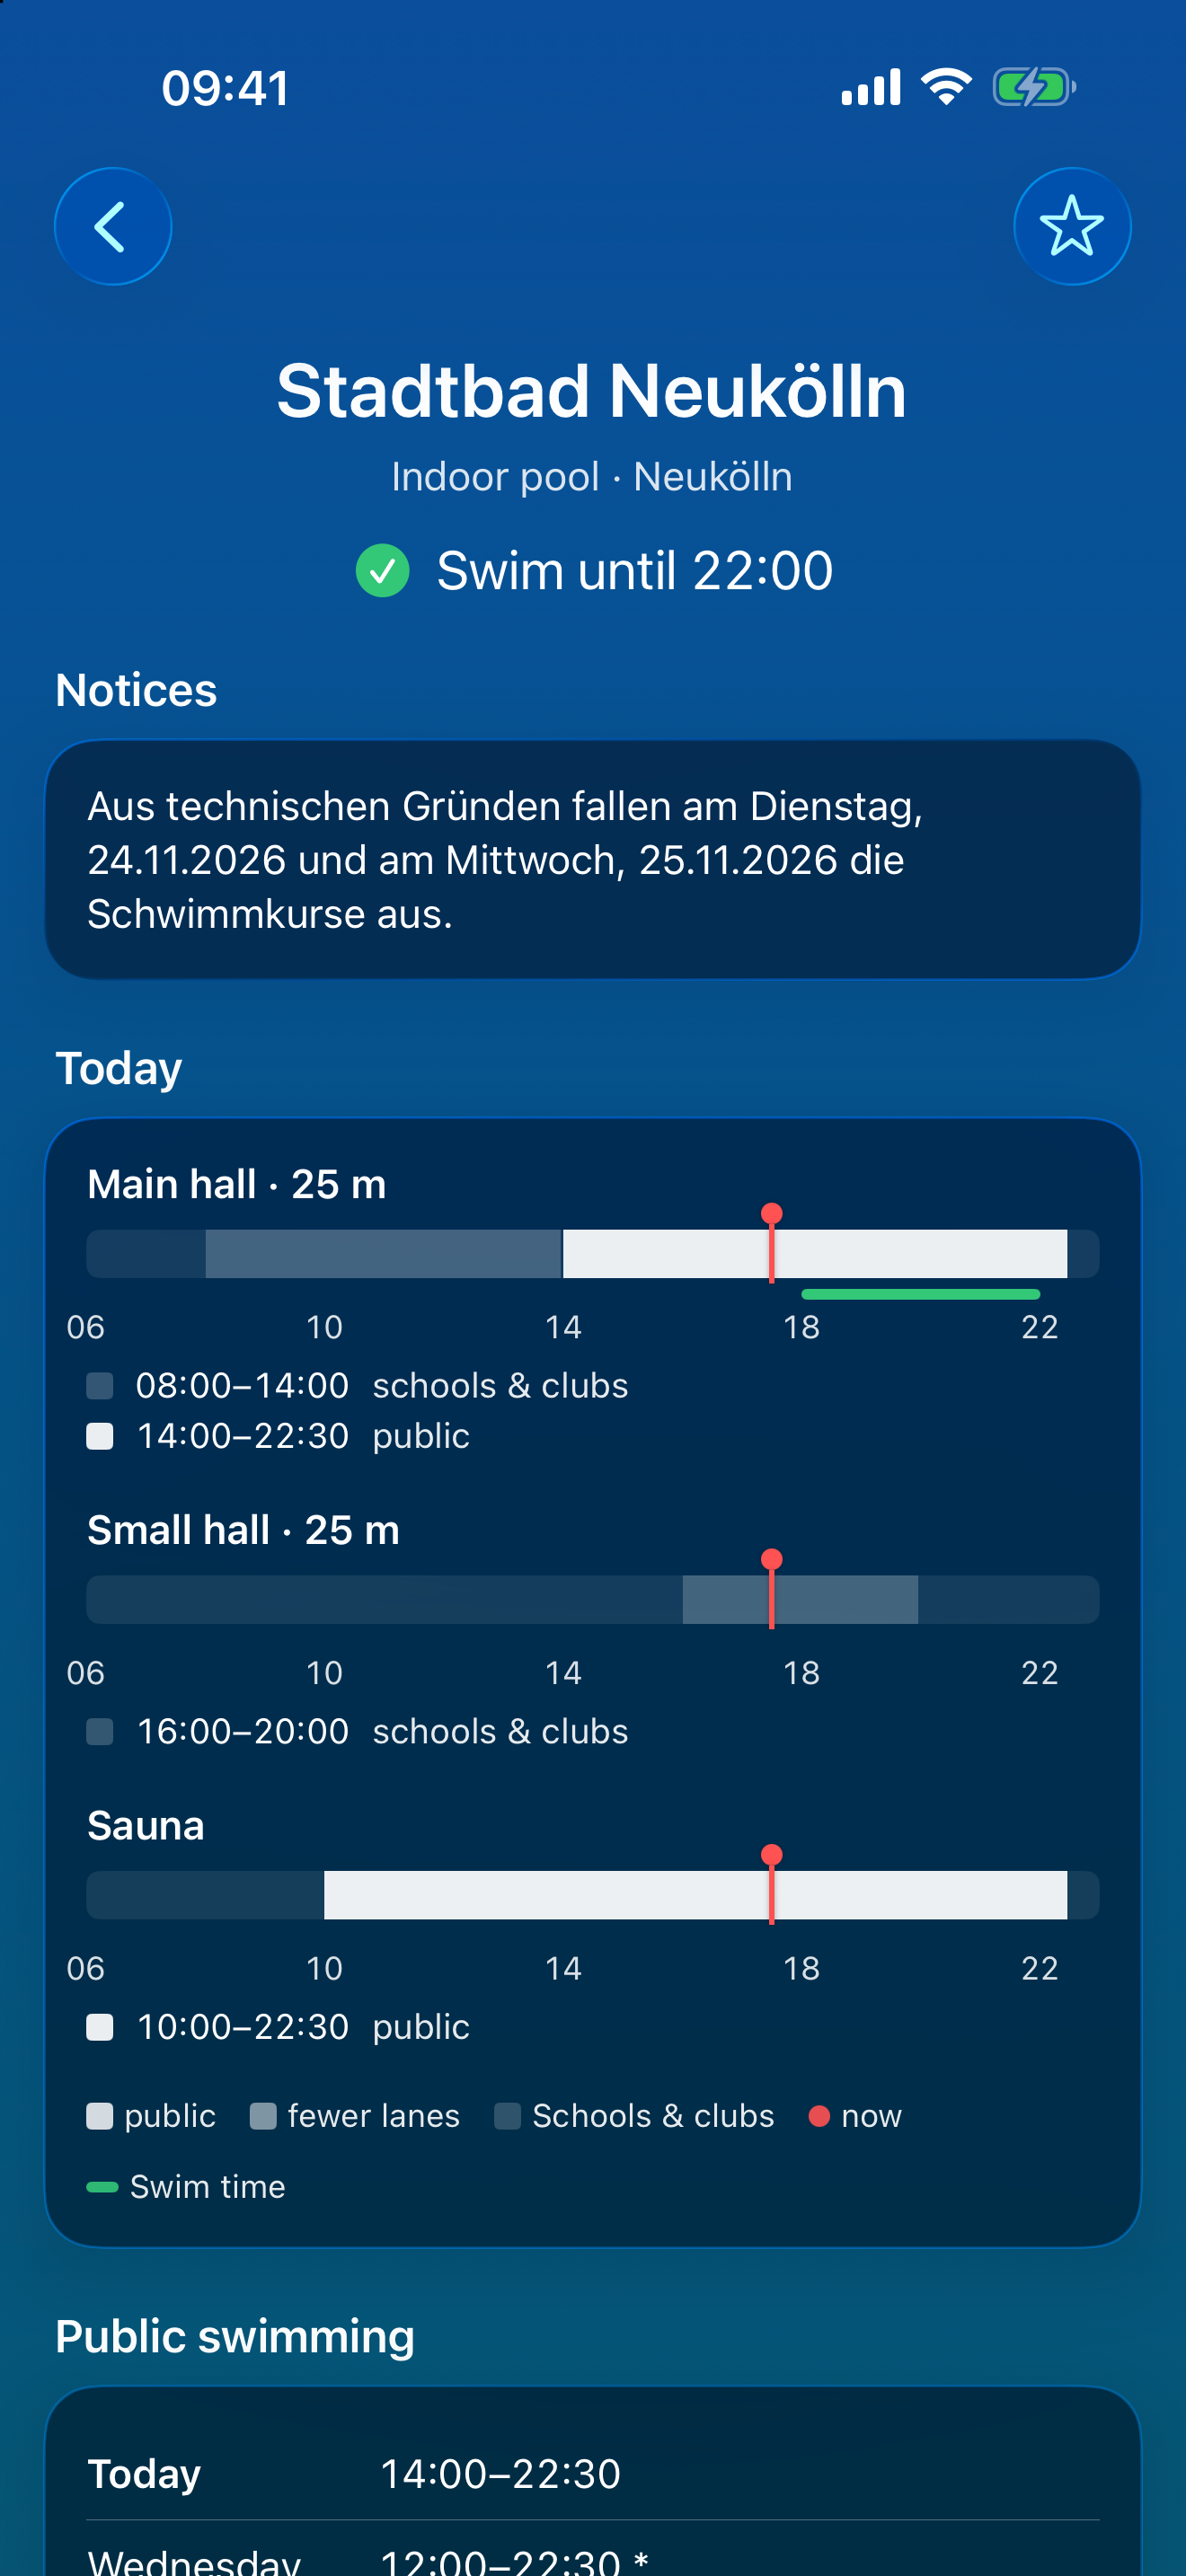 09:41
Stadtbad Neukölln
Indoor pool · Neukölln
Swim until 22:00
Notices
Aus technischen Gründen fallen am Dienstag,
24.11.2026 und am Mittwoch, 25.11.2026 die
Schwimmkurse aus.
Today
Main hall · 25 m
06 10 14 18 22
08:00–14:00 schools & clubs
14:00–22:30 public
Small hall · 25 m
06 10 14 18 22
16:00–20:00 schools & clubs
Sauna
06 10 14 18 22
10:00–22:30 public
public fewer lanes Schools & clubs now
Swim time
Public swimming
Today 14:00–22:30
Wednesday 12:00–22:30 *